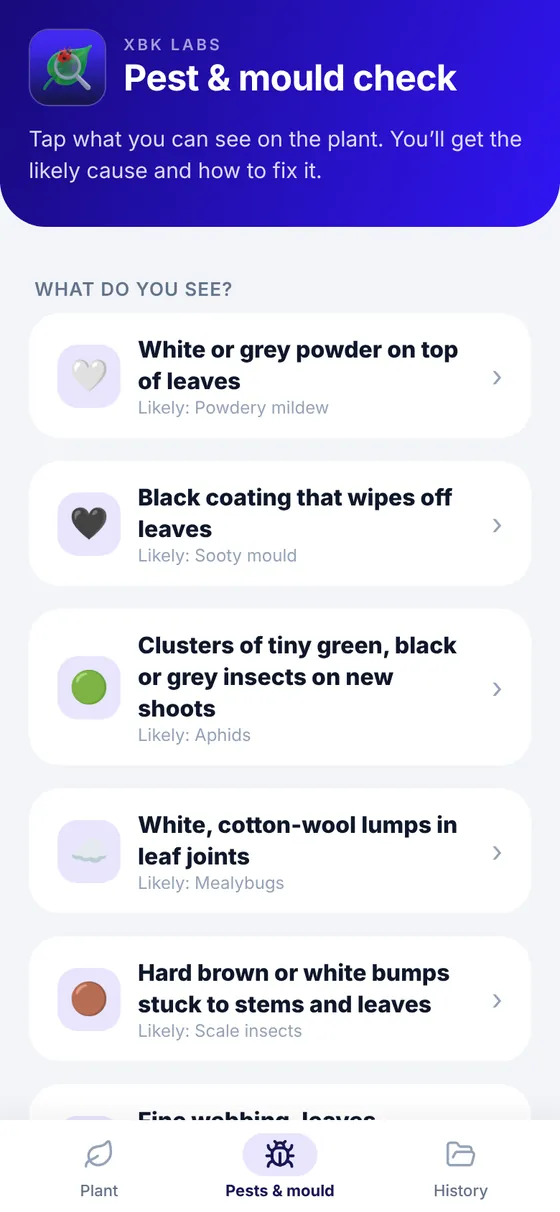 XBK LABS
Pest & mould check
Tap what you can see on the plant. You’ll get the
likely cause and how to fix it.
WHAT DO YOU SEE?
White or grey powder on top
of leaves
Likely: Powdery mildew
Black coating that wipes off
leaves
Likely: Sooty mould
Clusters of tiny green, black
or grey insects on new
shoots
Likely: Aphids
White, cotton-wool lumps in
leaf joints
Likely: Mealybugs
Hard brown or white bumps
stuck to stems and leaves
Likely: Scale insects
Fine webbing, leaves
Plant
Pests & mould
History